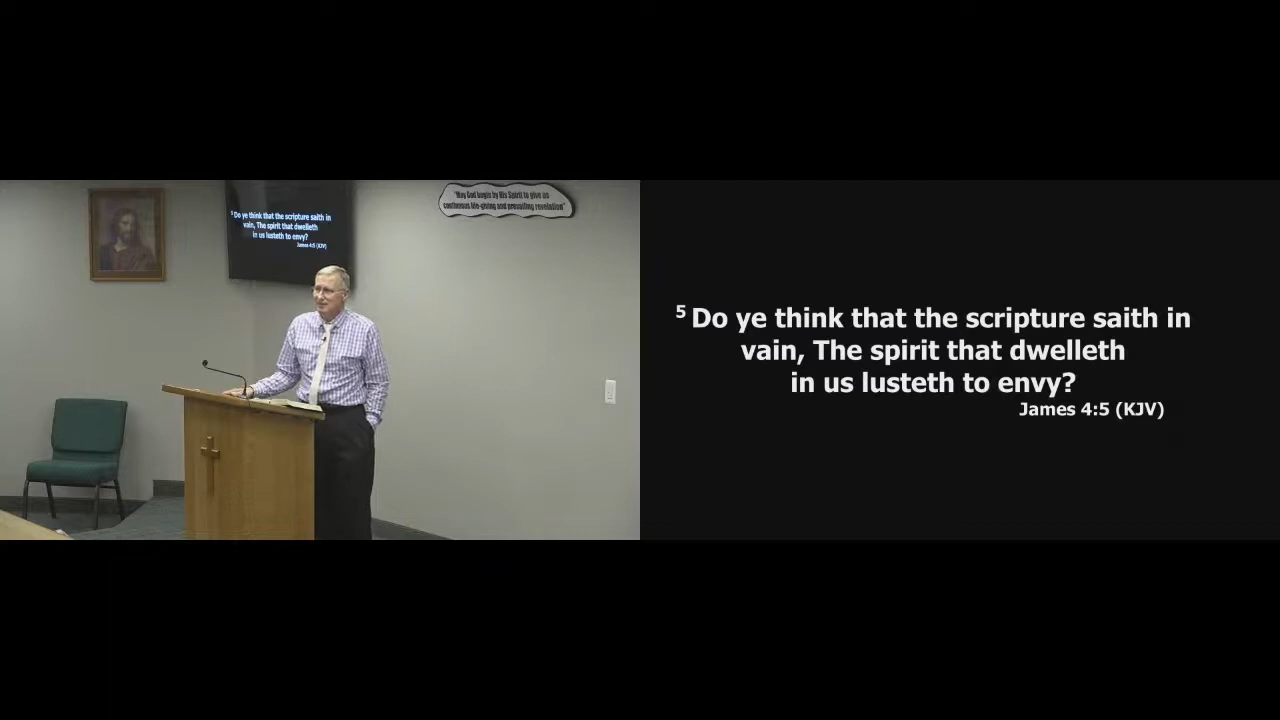 "May God begin by His Spirit to give us
continuous life-giving and prevailing revelation"
5 Do ye think that the scripture saith in
vain, The spirit that dwelleth
in us lusteth to envy?
James 4:5 (KJV)
5 Do ye think that the scripture saith in
vain, The spirit that dwelleth
in us lusteth to envy?
James 4:5 (KJV)